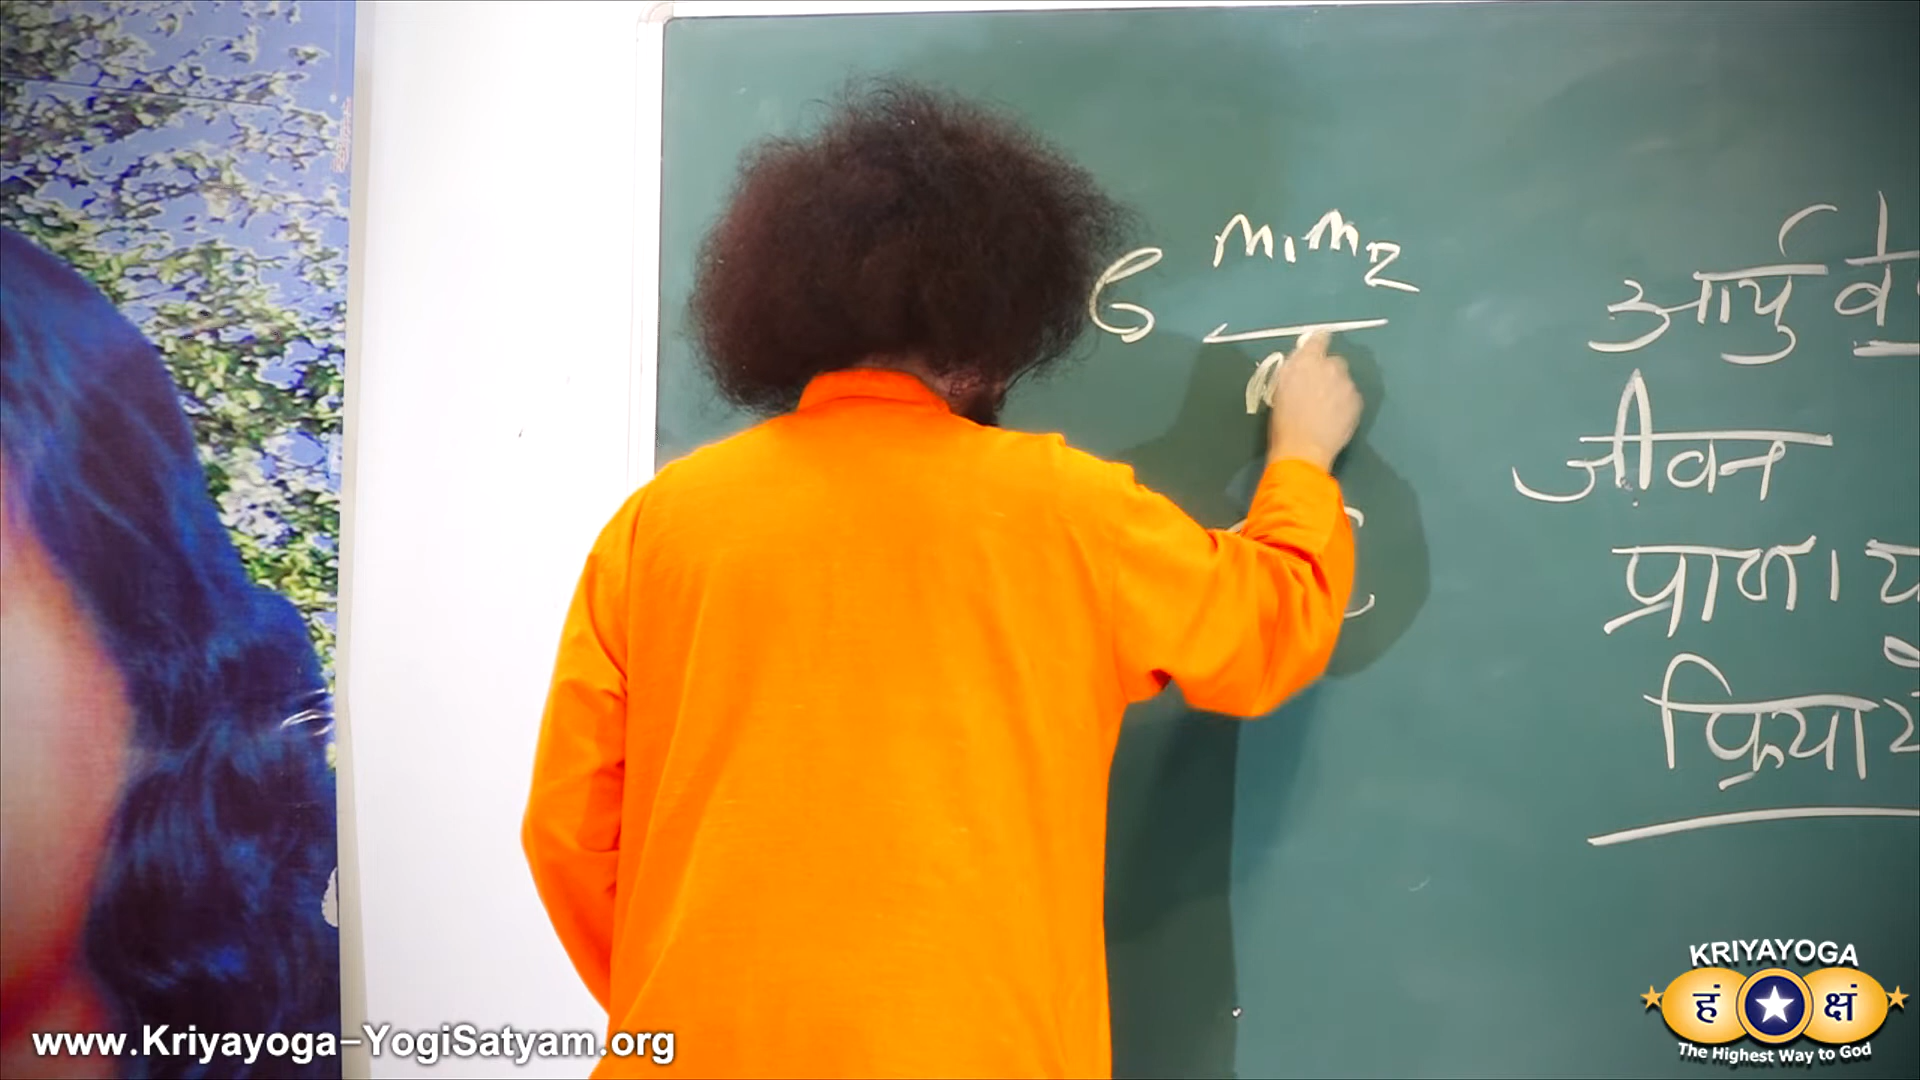 G m1m2
आयुर्वे
जीवन
प्राणाय
क्रियाये
www.Kriyayoga–YogiSatyam.org
KRIYAYOGA
हं क्षं
The Highest Way to God